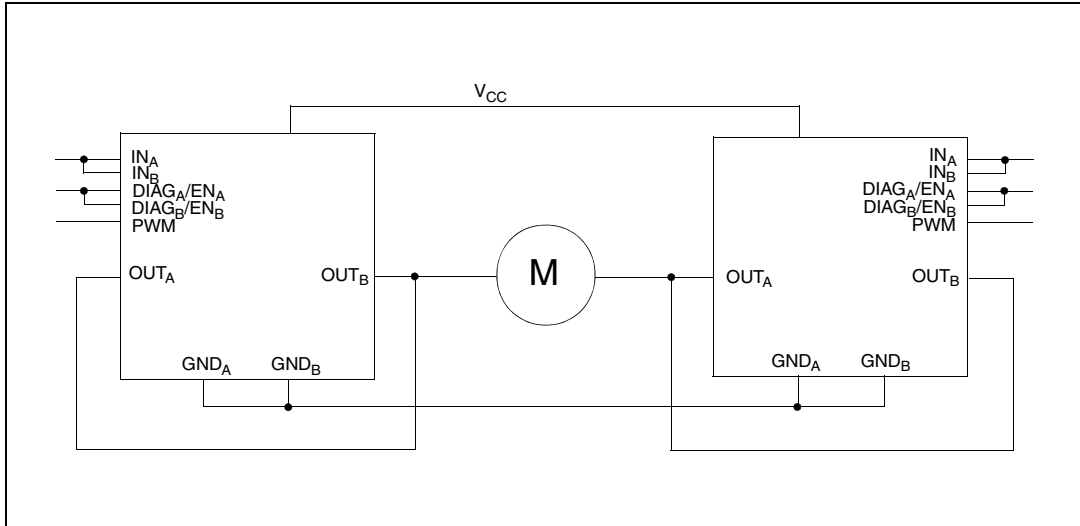 V_CC
IN_A
IN_B
DIAG_A/EN_A
DIAG_B/EN_B
PWM
OUT_A
OUT_B
GND_A
GND_B
M
IN_A
IN_B
DIAG_A/EN_A
DIAG_B/EN_B
PWM
OUT_A
OUT_B
GND_A
GND_B